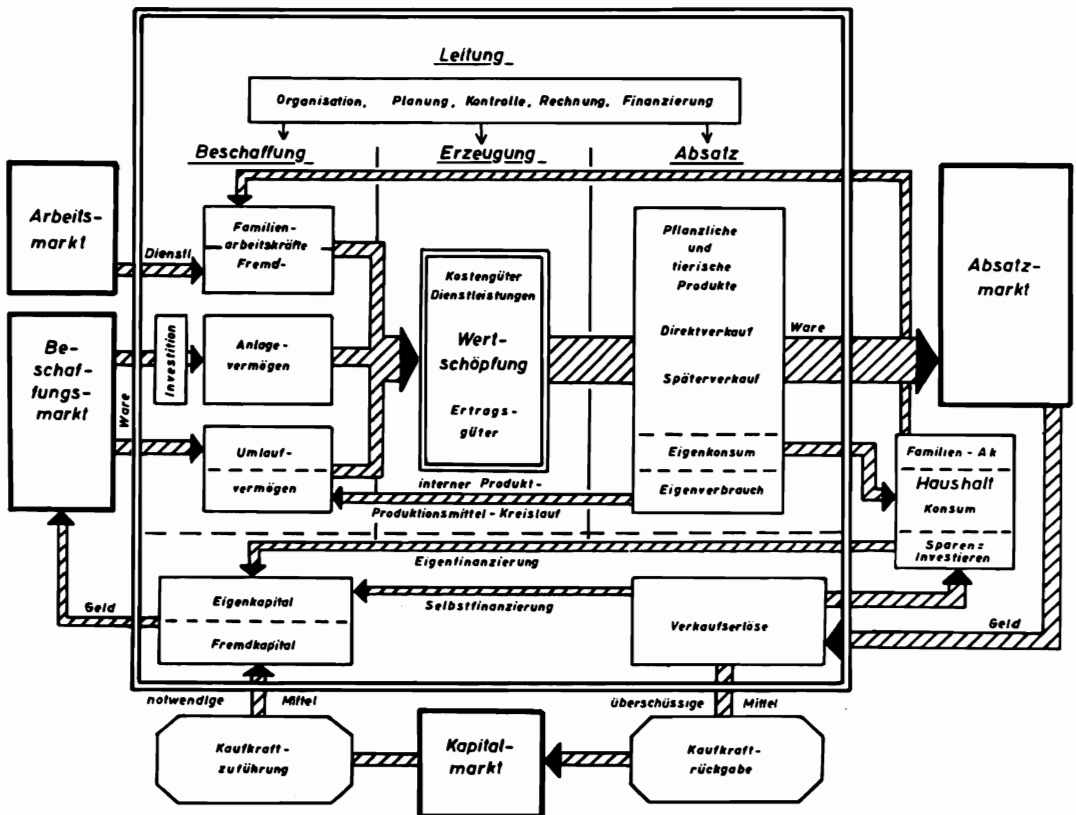 Leitung
Organisation, Planung, Kontrolle, Rechnung, Finanzierung
Beschaffung
Erzeugung
Absatz
Arbeits-
markt
Dienstl.
Familien-
arbeitskräfte
Fremd-
Be-
schaf-
fungs-
markt
Ware
Investition
Anlage-
vermögen
Umlauf-
vermögen
Kostengüter
Dienstleistungen
Wert-
schöpfung
Ertrags-
güter
interner Produkt-
Produktionsmittel-Kreislauf
Pflanzliche
und
tierische
Produkte
Direktverkauf
Späterverkauf
Eigenkonsum
Eigenverbrauch
Ware
Absatz-
markt
Familien-Ak
Haushalt
Konsum
Sparen=
Investieren
Eigenfinanzierung
Selbstfinanzierung
Geld
Eigenkapital
Fremdkapital
Verkaufserlöse
Geld
notwendige Mittel
überschüssige Mittel
Kaufkraft-
zuführung
Kapital-
markt
Kaufkraft-
rückgabe